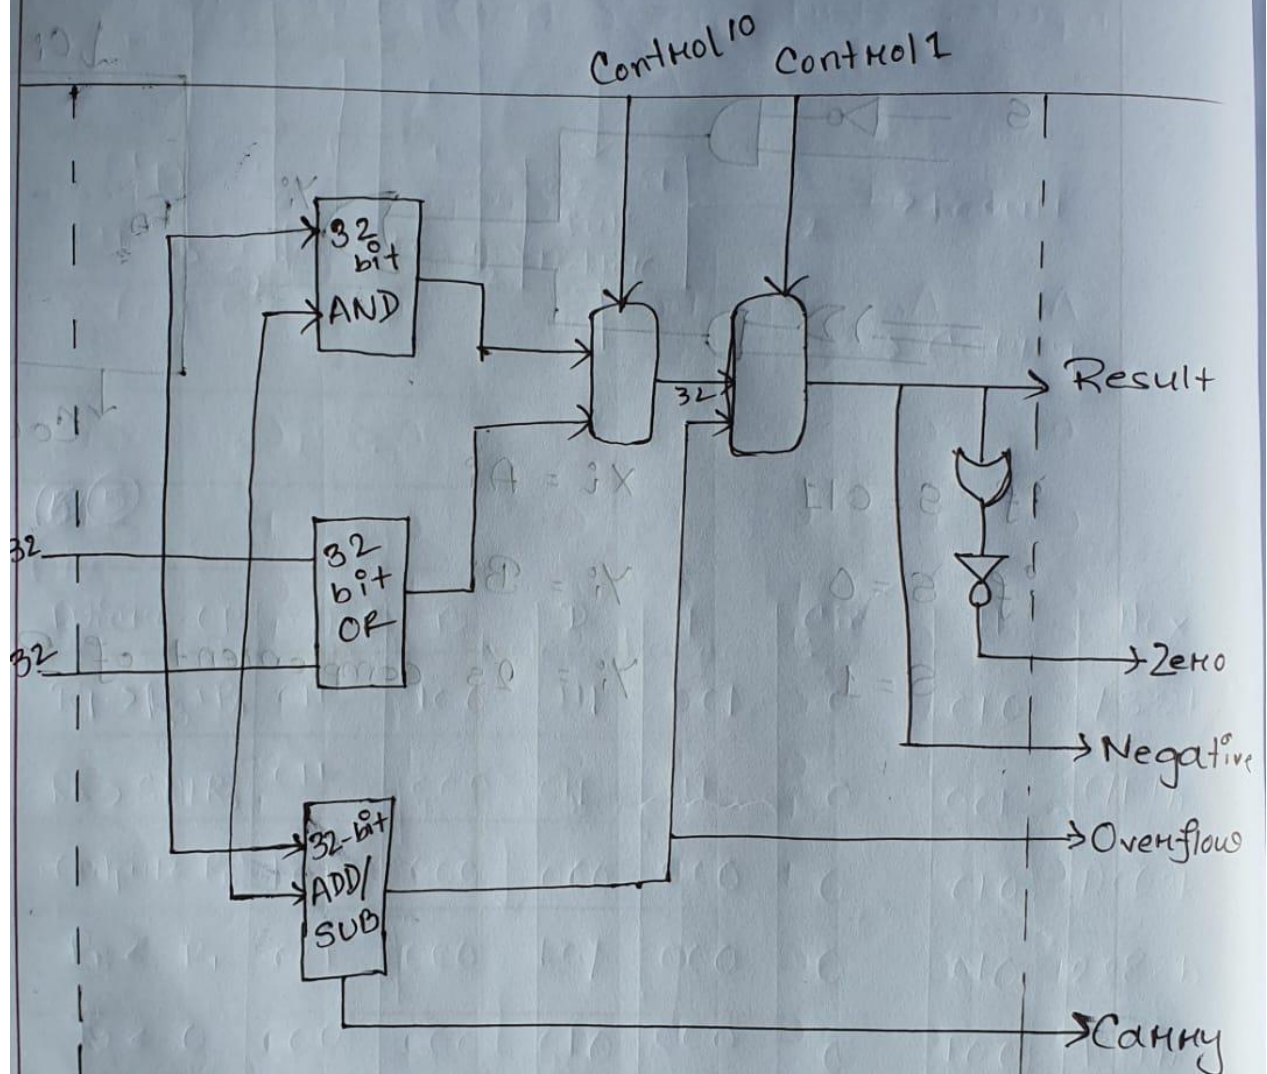 Control10
Control1
32
bit
AND
32
Result
32
32
bit
OR
32
Zero
Negative
32-bit
ADD/
SUB
Overflow
Carry